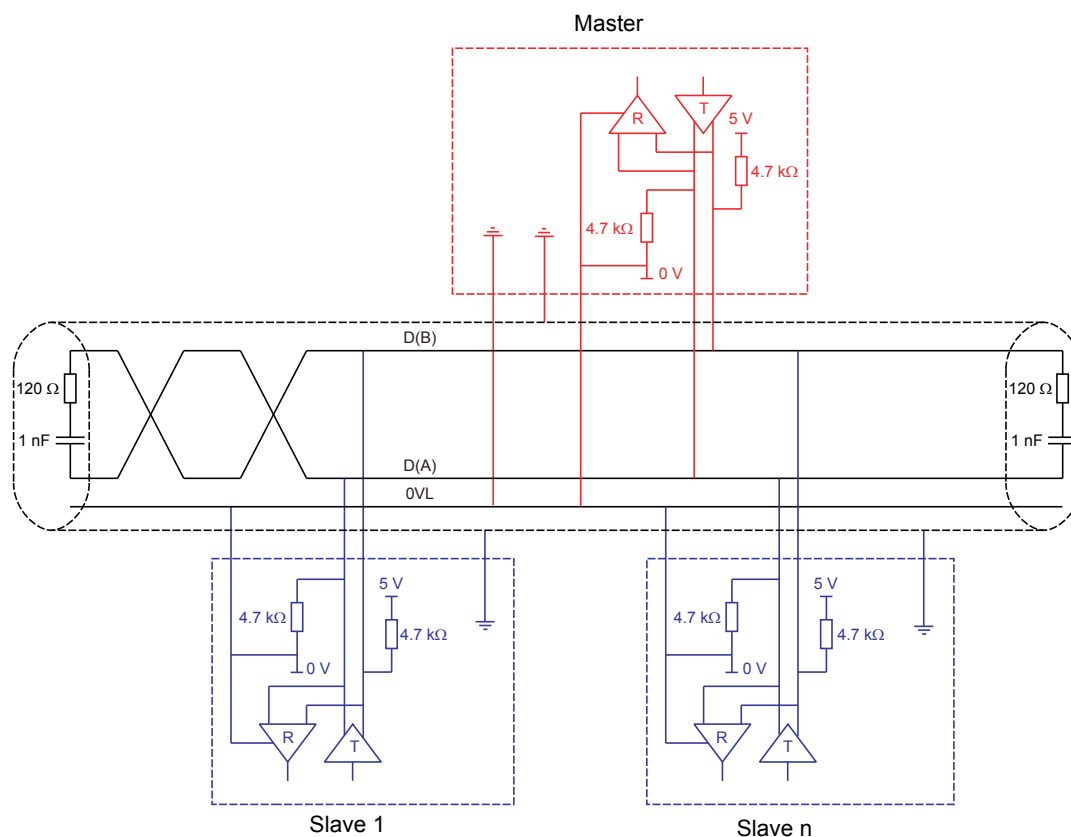 Master
R
T
5 V
4.7 kΩ
4.7 kΩ
0 V
D(B)
120 Ω
120 Ω
1 nF
1 nF
D(A)
0VL
5 V
5 V
4.7 kΩ
4.7 kΩ
4.7 kΩ
4.7 kΩ
0 V
0 V
R
T
R
T
Slave 1
Slave n